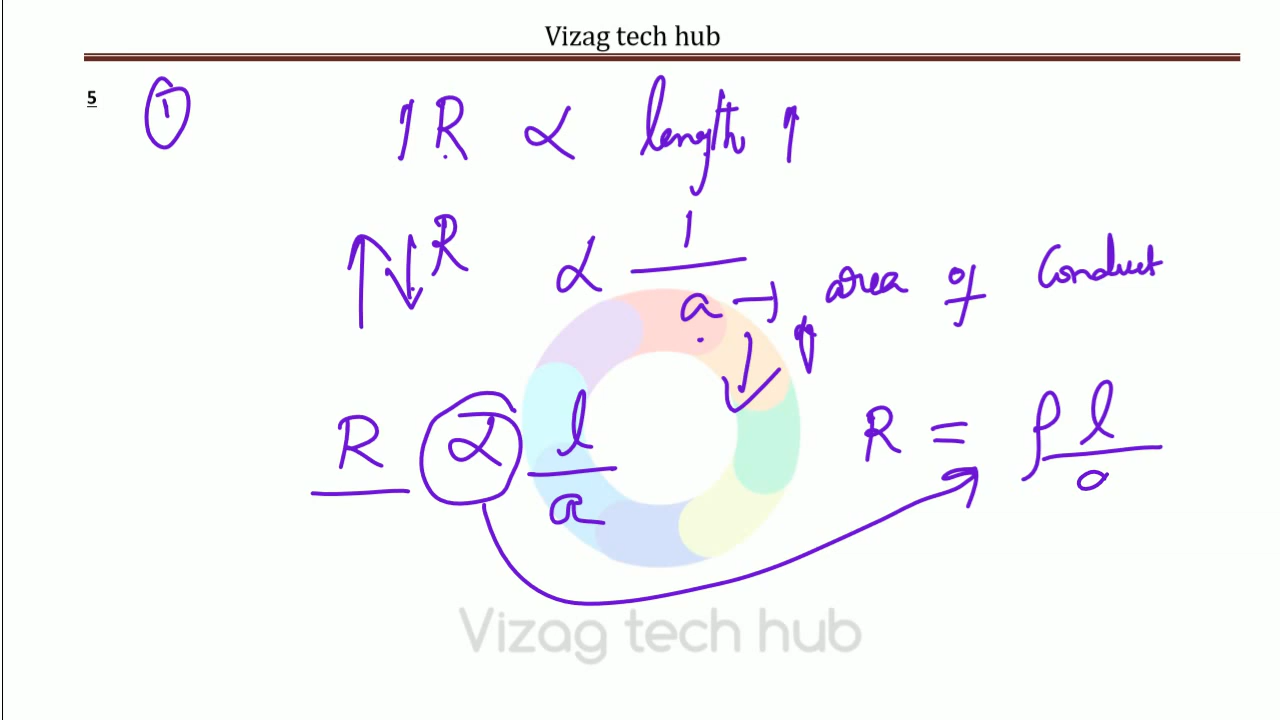 Vizag tech hub
5 ① ↑ R ∝ length ↑
↑↓ R ∝ 1/a → area of Conduct
R ∝ l/a R = ρl/a
Vizag tech hub